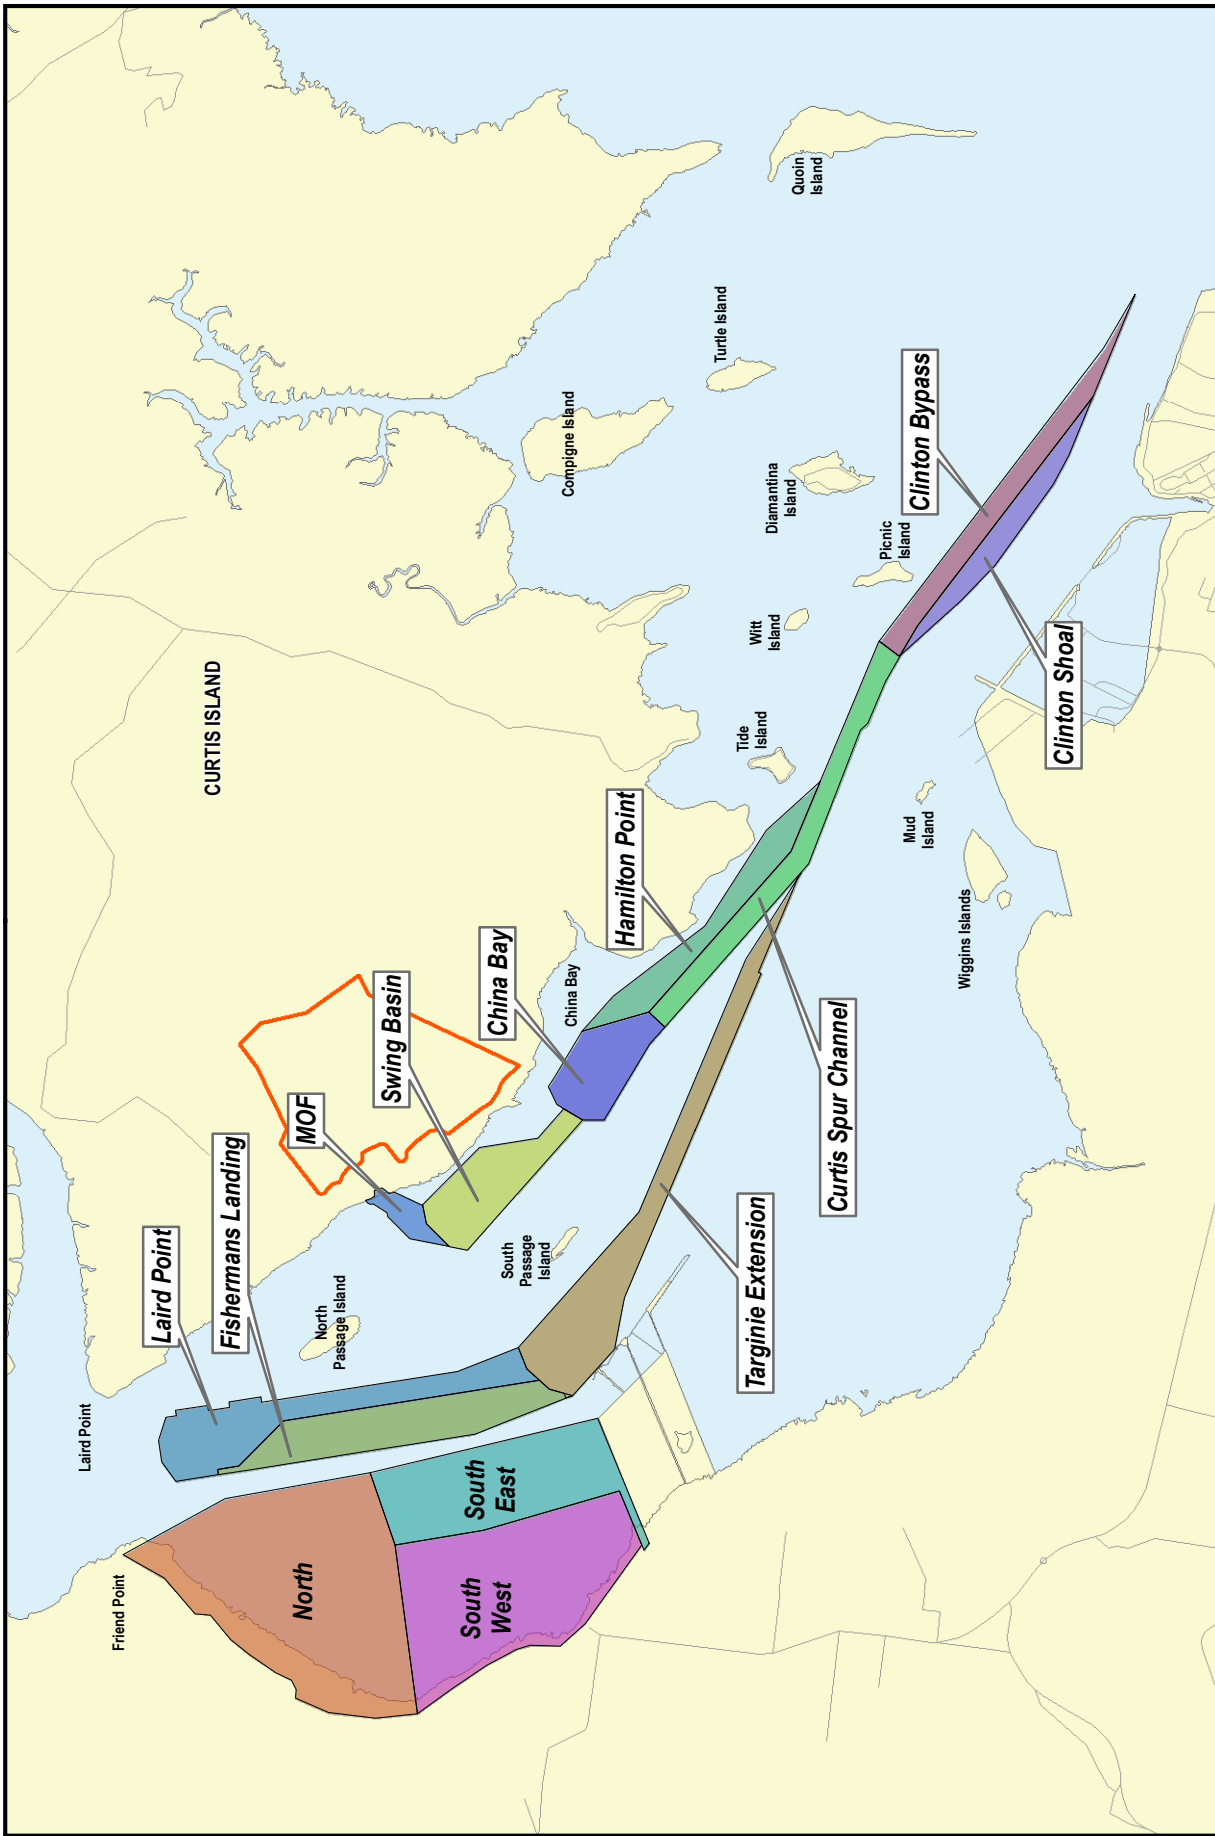 CURTIS ISLAND
Quoin
Island
Turtle Island
Compigne Island
Diamantina
Island
Picnic
Island
Witt
Island
Tide
Island
Mud
Island
Wiggins Islands
China Bay
South
Passage
Island
North
Passage Island
Laird Point
Friend Point
Laird Point
Fishermans Landing
MOF
Swing Basin
China Bay
Hamilton Point
Clinton Bypass
Clinton Shoal
Curtis Spur Channel
Targinie Extension
North
South
East
South
West